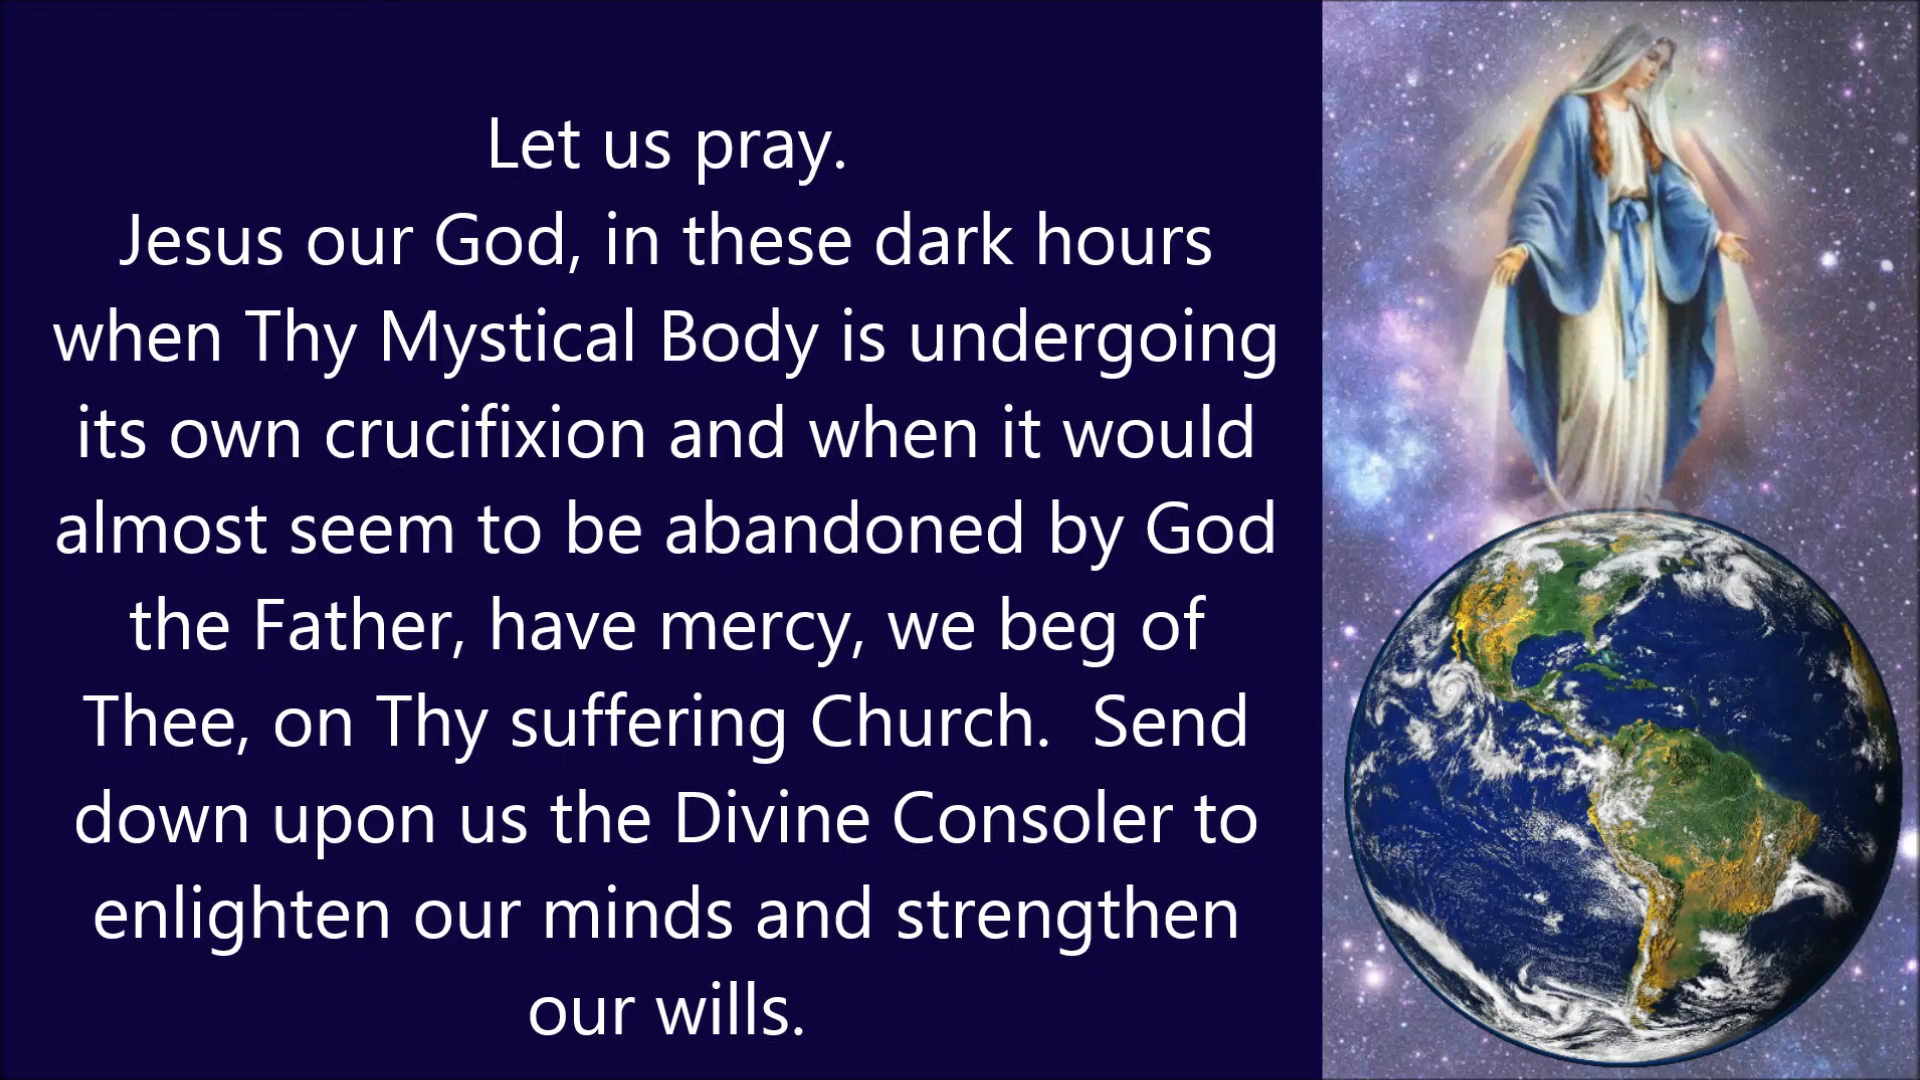 Let us pray.
Jesus our God, in these dark hours
when Thy Mystical Body is undergoing
its own crucifixion and when it would
almost seem to be abandoned by God
the Father, have mercy, we beg of
Thee, on Thy suffering Church.  Send
down upon us the Divine Consoler to
enlighten our minds and strengthen
our wills.